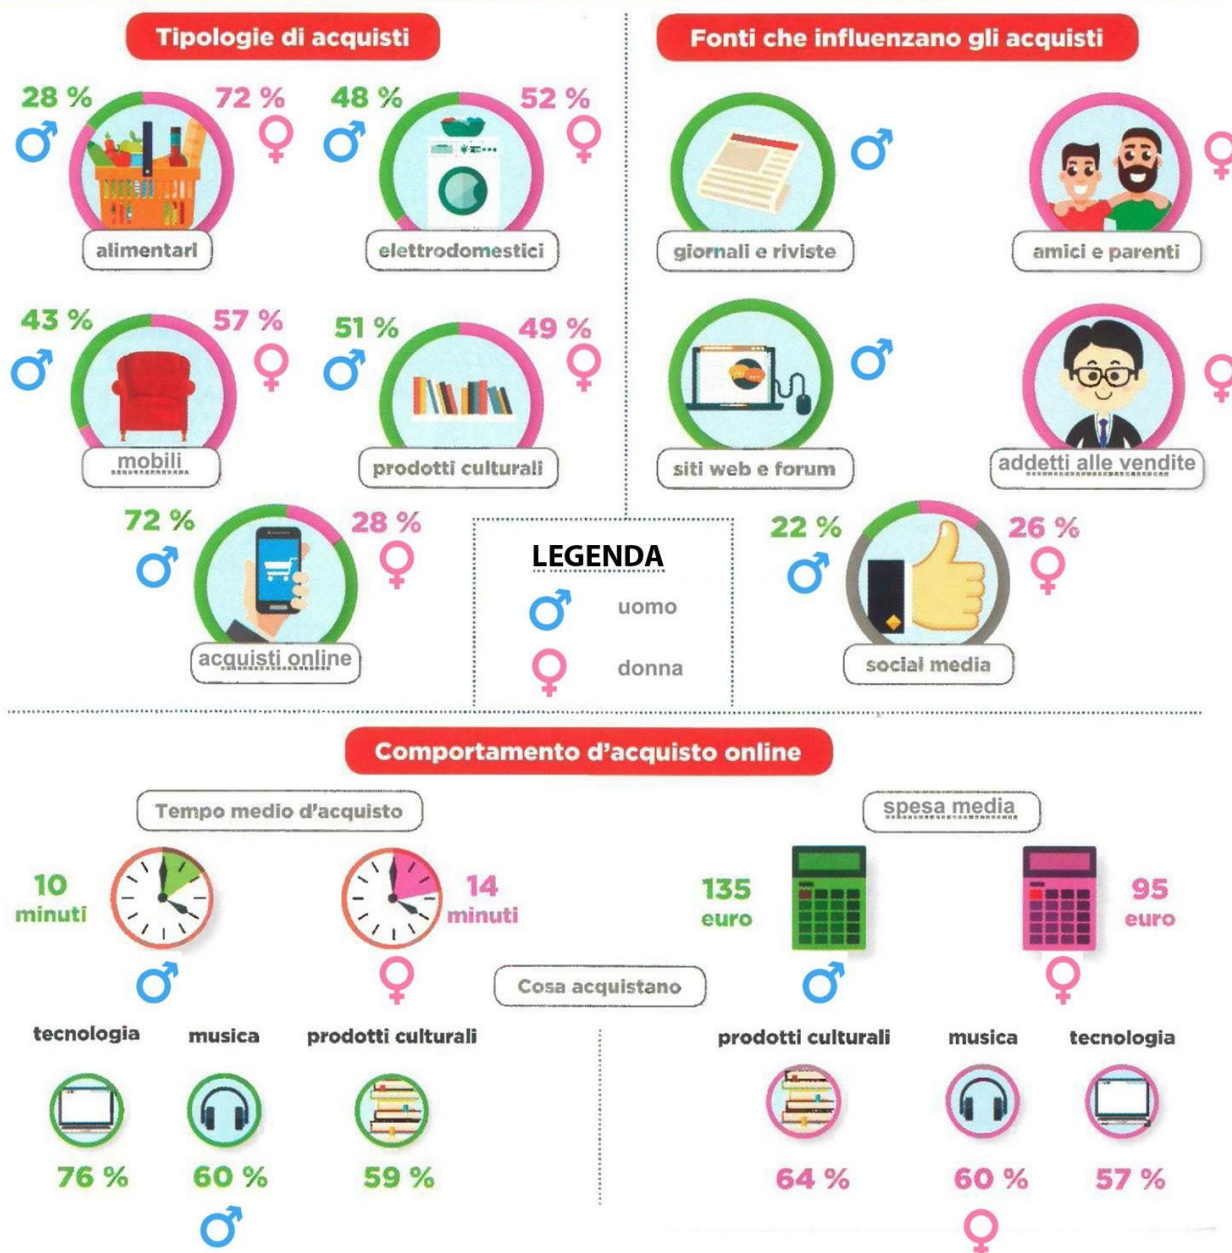 Tipologie di acquisti
28 %
72 %
alimentari
48 %
52 %
elettrodomestici
43 %
57 %
mobili
51 %
49 %
prodotti culturali
72 %
28 %
acquisti online
Fonti che influenzano gli acquisti
giornali e riviste
amici e parenti
siti web e forum
addetti alle vendite
22 %
26 %
social media
LEGENDA
uomo
donna
Comportamento d'acquisto online
Tempo medio d'acquisto
10
minuti
14
minuti
spesa media
135
euro
95
euro
Cosa acquistano
tecnologia
musica
prodotti culturali
76 %
60 %
59 %
prodotti culturali
musica
tecnologia
64 %
60 %
57 %